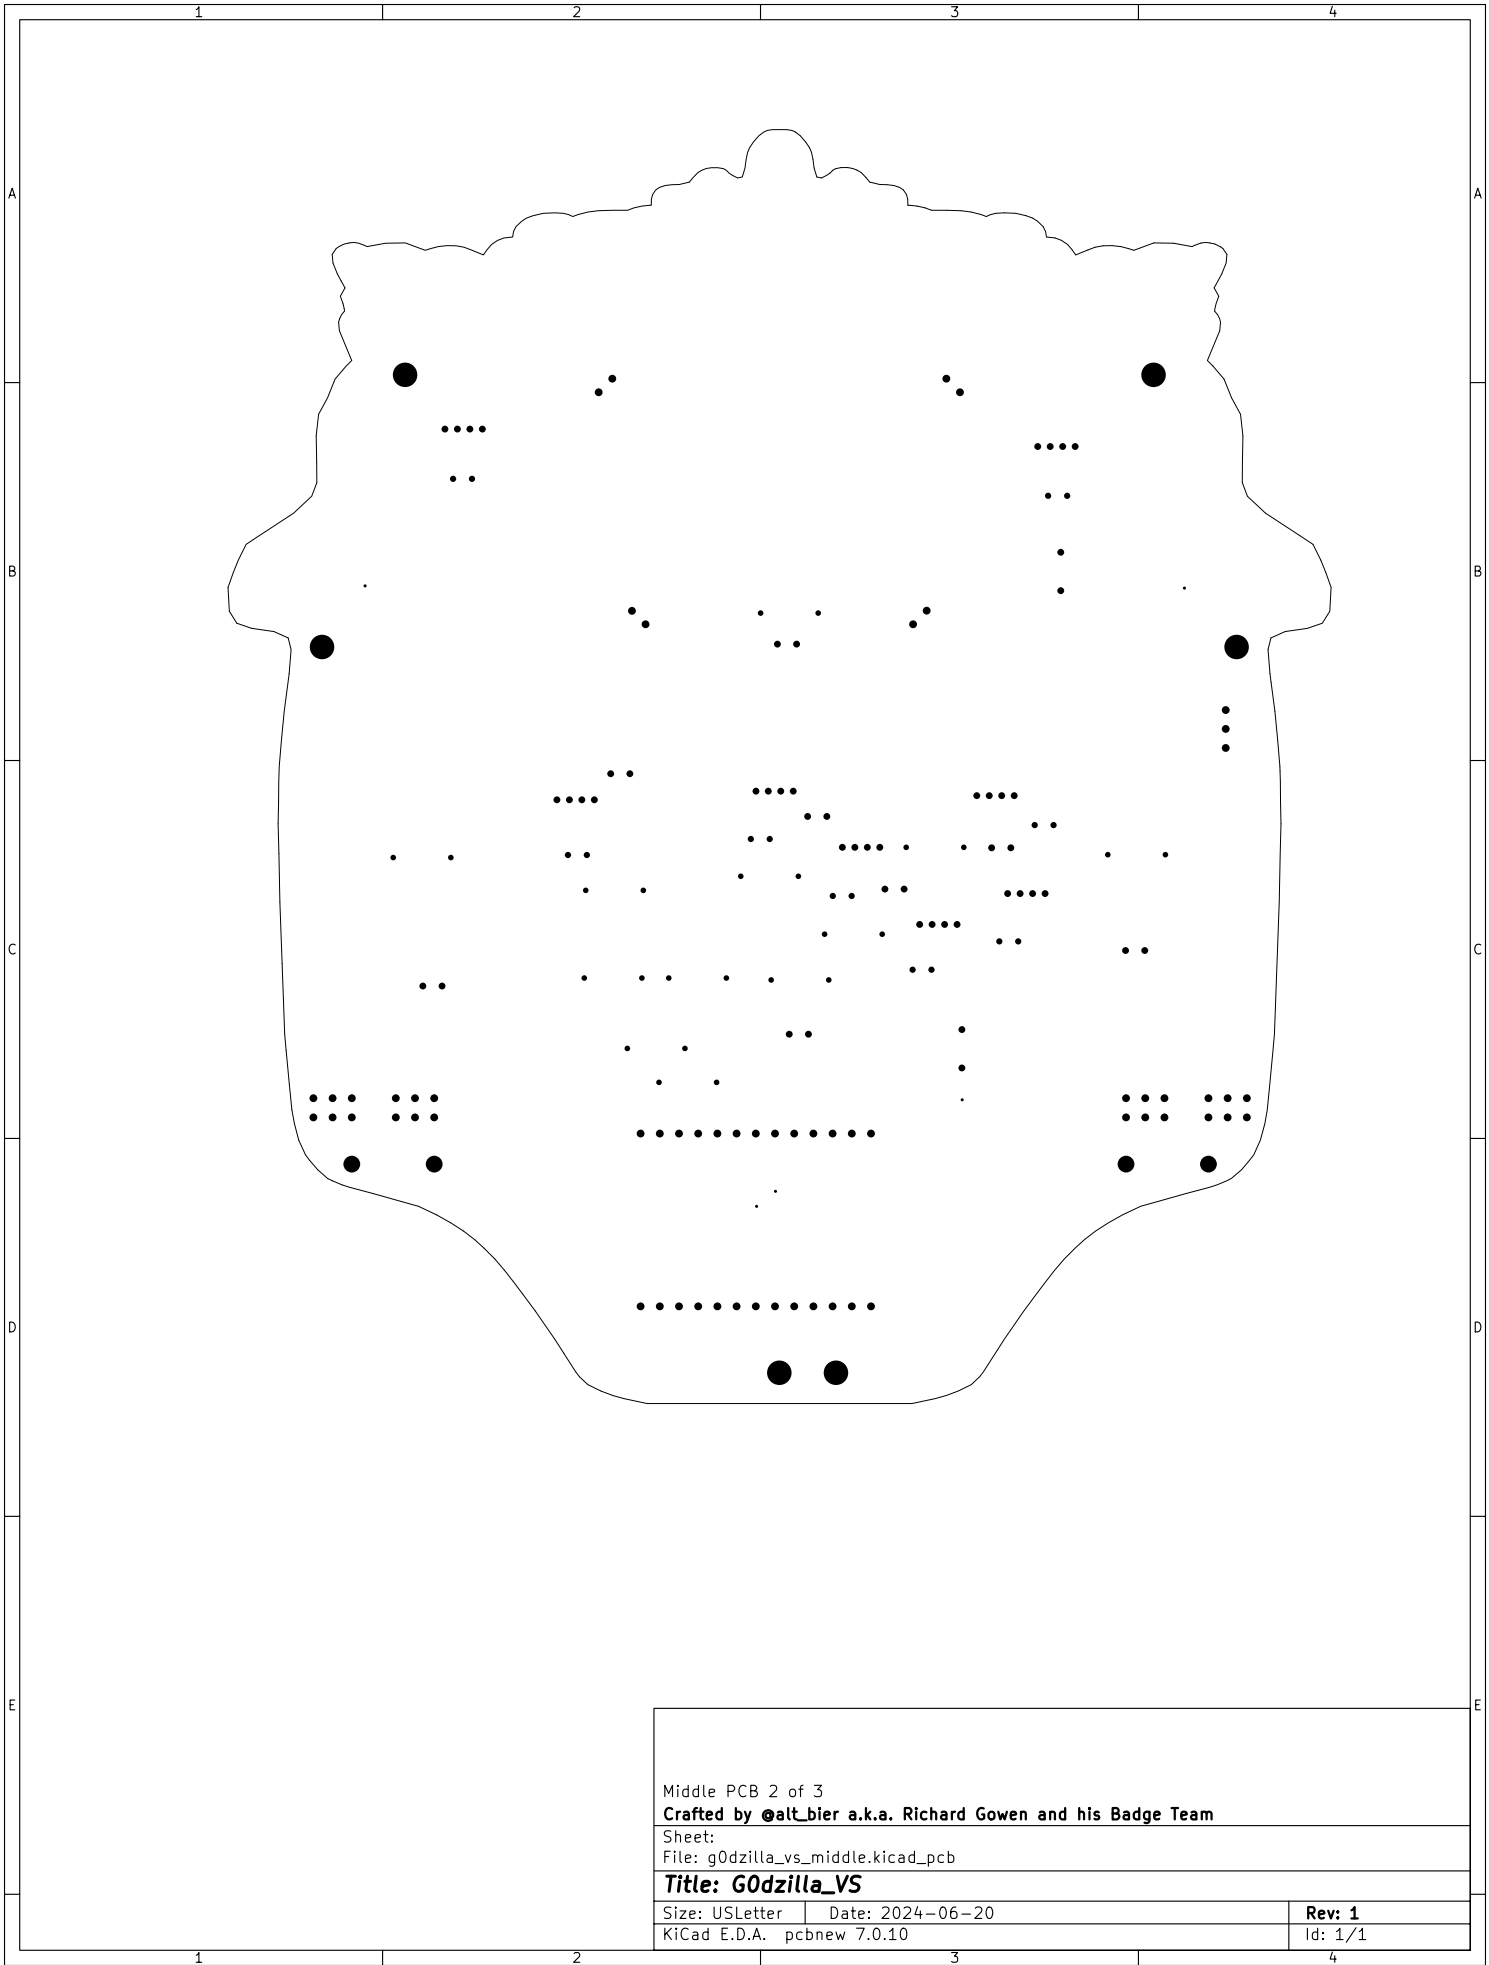 1 2 3 4
A A
B B
C C
D D
E E
Middle PCB 2 of 3
Crafted by @alt_bier a.k.a. Richard Gowen and his Badge Team
Sheet:
File: g0dzilla_vs_middle.kicad_pcb
Title: G0dzilla_VS
Size: USLetter Date: 2024-06-20 Rev: 1
KiCad E.D.A. pcbnew 7.0.10 Id: 1/1
1 2 3 4